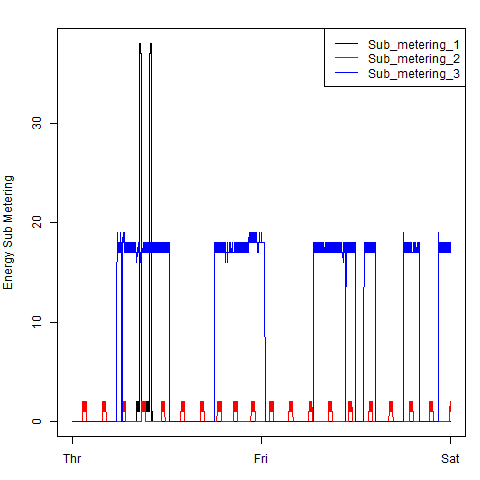 Sub_metering_1
Sub_metering_2
Sub_metering_3
Energy Sub Metering
30
20
10
0
Thr
Fri
Sat